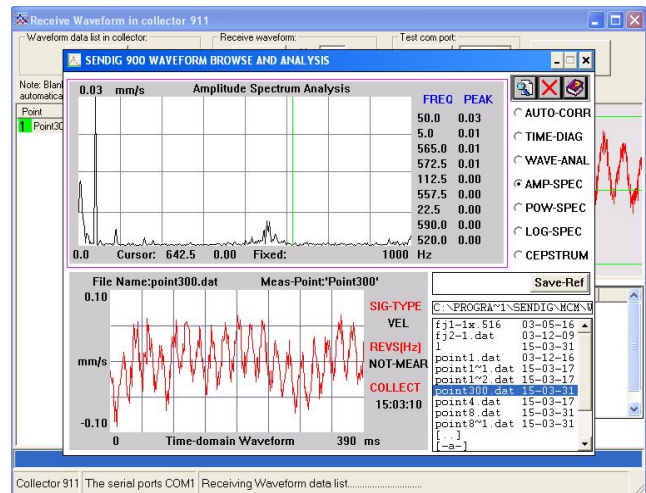 Receive Waveform in collector 911
Waveform data list in collector:
Receive waveform:
Test com port:
SENDIG 900 WAVEFORM BROWSE AND ANALYSIS
Note: Blan
automatica
Point
1 Point30
0.03 mm/s Amplitude Spectrum Analysis
FREQ PEAK
50.0 0.03
5.0 0.01
565.0 0.01
572.5 0.01
112.5 0.00
557.5 0.00
22.5 0.00
590.0 0.00
520.0 0.00
0.0 Cursor: 642.5 0.00 Fixed: 1000 Hz
AUTO-CORR
TIME-DIAG
WAVE-ANAL
AMP-SPEC
POW-SPEC
LOG-SPEC
CEPSTRUM
File Name:point300.dat Meas-Point:'Point300'
0.10
mm/s
-0.10
0 Time-domain Waveform 390 ms
SIG-TYPE
VEL
REVS(Hz)
NOT-MEAR
COLLECT
15:03:10
Save-Ref
C:\PROGRA~1\SENDIG\MCM\W
fj1-1x.516 03-05-16
fj2-1.dat 03-12-09
l 15-03-31
point1.dat 03-12-16
point1~1.dat 15-03-17
point1~2.dat 15-03-17
point300.dat 15-03-31
point4.dat 15-03-17
point8.dat 15-03-31
point8~1.dat 15-03-31
[..]
[-a-]
Collector 911 The serial ports COM1 Receiving Waveform data list............................